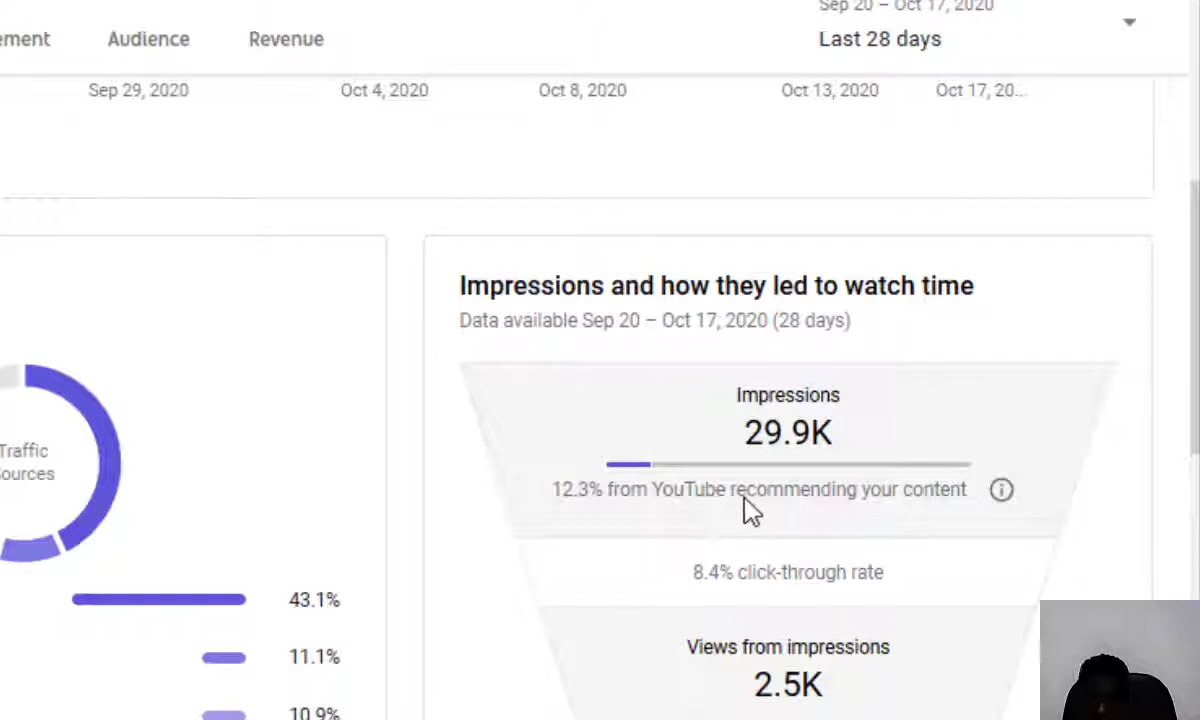 Sep 20 – Oct 17, 2020
ement Audience Revenue Last 28 days
Sep 29, 2020 Oct 4, 2020 Oct 8, 2020 Oct 13, 2020 Oct 17, 20...
Impressions and how they led to watch time
Data available Sep 20 – Oct 17, 2020 (28 days)
Impressions
29.9K
12.3% from YouTube recommending your content
8.4% click-through rate
Views from impressions
2.5K
Traffic
ources
43.1%
11.1%
10.9%